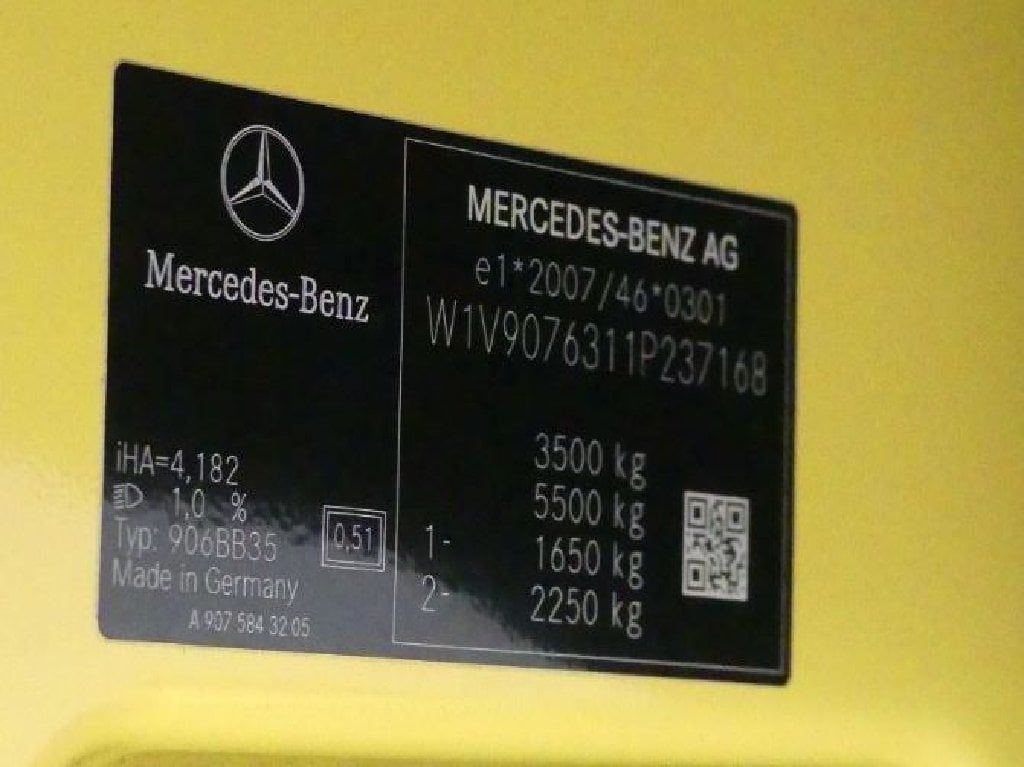 Mercedes-Benz
iHA=4,182
1,0 %
Typ: 906BB35
0,51
Made in Germany
A 907 584 32 05
MERCEDES-BENZ AG
e1*2007/46*0301
W1V9076311P237168
3500 kg
5500 kg
1- 1650 kg
2- 2250 kg